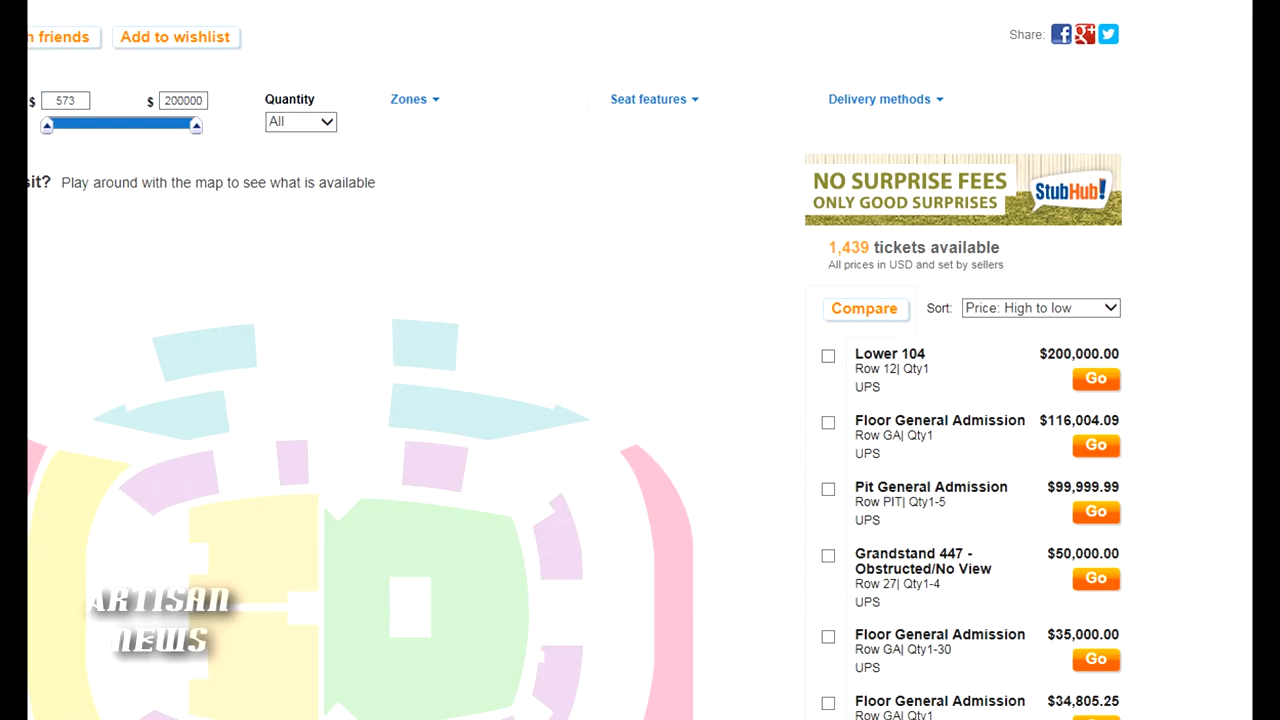 friends
Add to wishlist
Share:
$ 573
$ 200000
Quantity
All
Zones
Seat features
Delivery methods
Play around with the map to see what is available
NO SURPRISE FEES
ONLY GOOD SURPRISES
StubHub!
1,439 tickets available
All prices in USD and set by sellers
Compare
Sort:
Price: High to low
Lower 104
$200,000.00
Row 12| Qty1
Go
UPS
Floor General Admission
$116,004.09
Row GA| Qty1
Go
UPS
Pit General Admission
$99,999.99
Row PIT| Qty1-5
Go
UPS
Grandstand 447 -
$50,000.00
Obstructed/No View
Go
Row 27| Qty1-4
UPS
Floor General Admission
$35,000.00
Row GA| Qty1-30
Go
UPS
Floor General Admission
$34,805.25
Row GA| Qty1
ARTISAN
NEWS